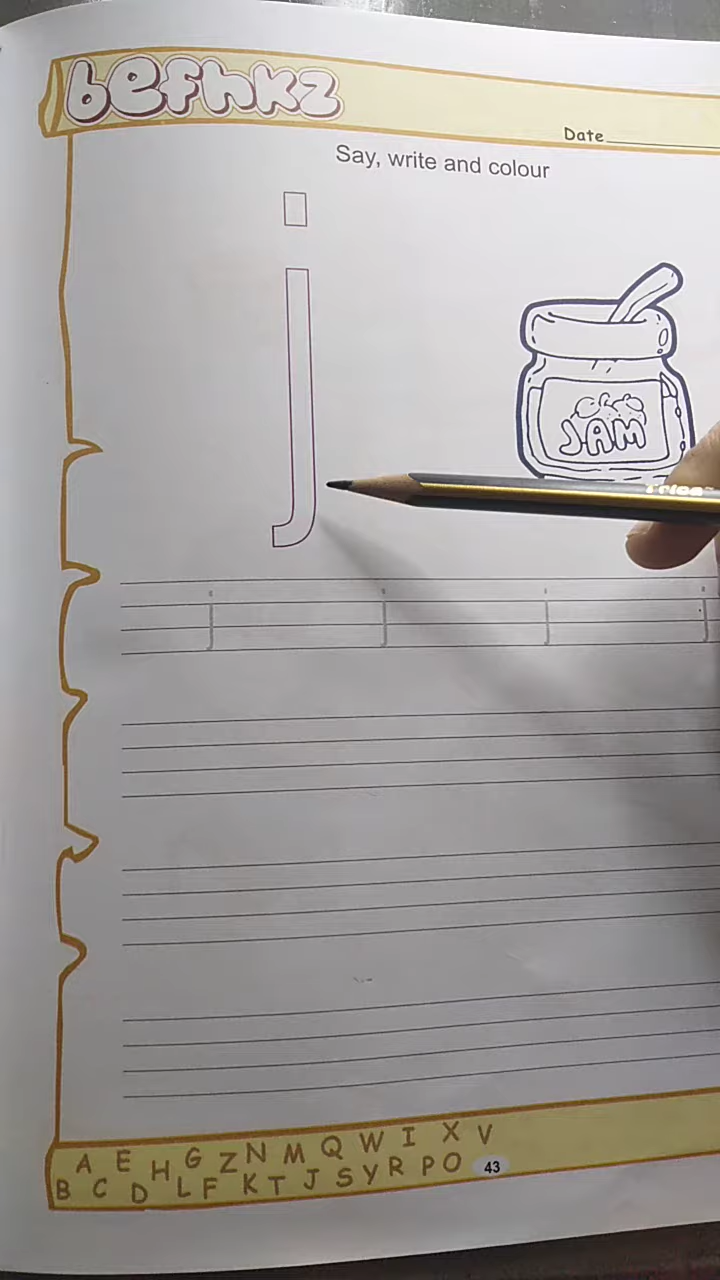 befhkz
Date
Say, write and colour
j
JAM
j j j j
A E H G Z N M Q W I X V
B C D L F K T J S Y R P O 43